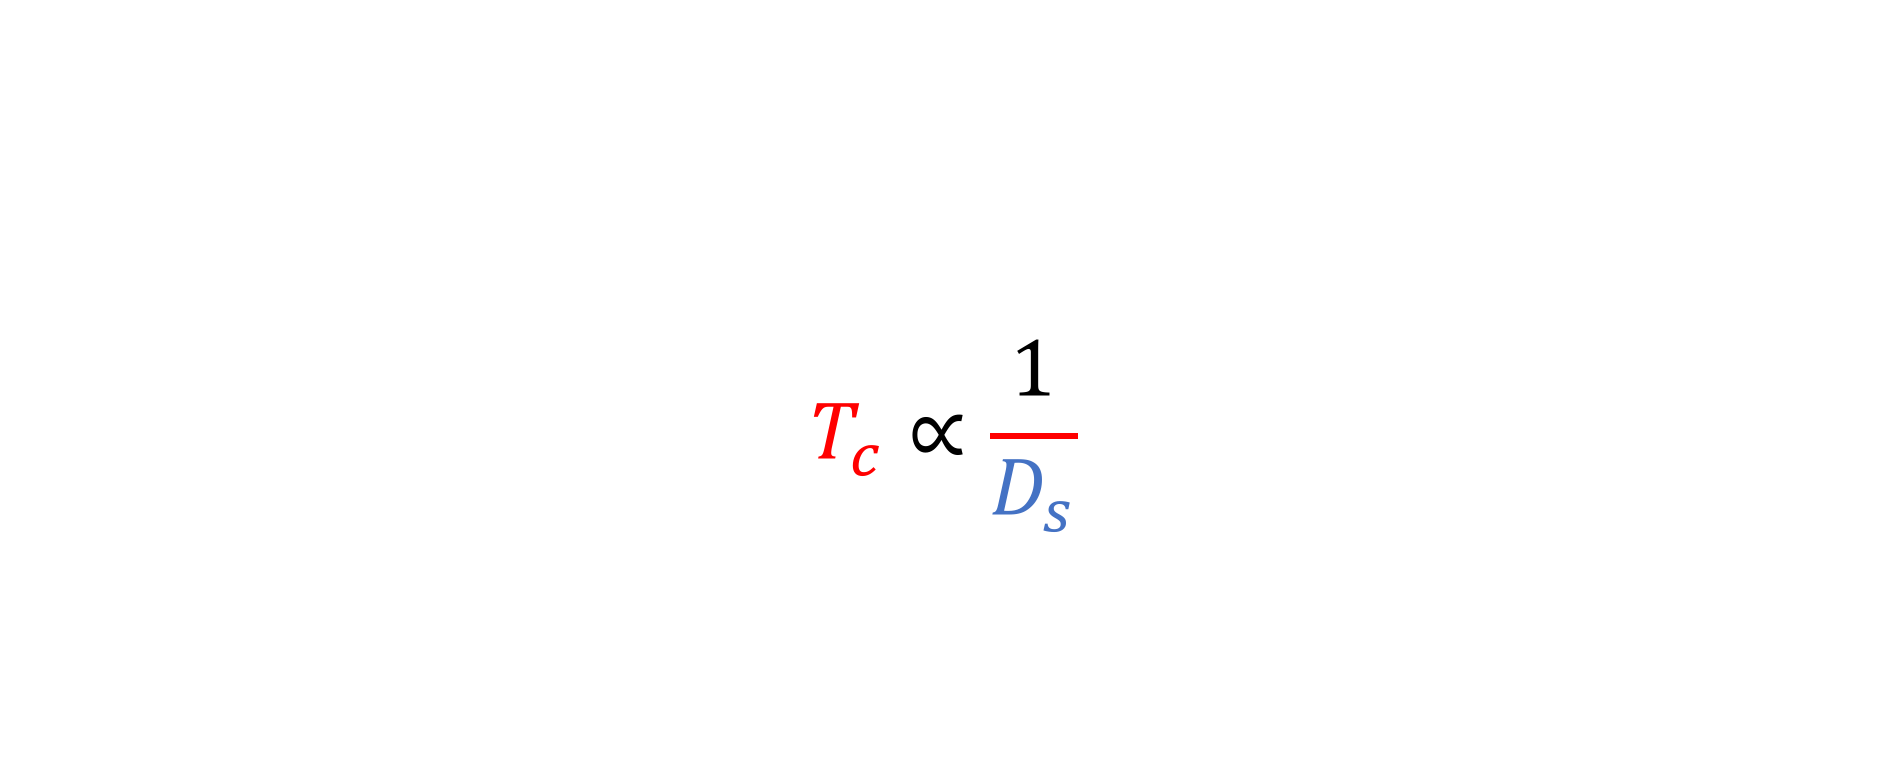 T_c ∝ 1/D_s